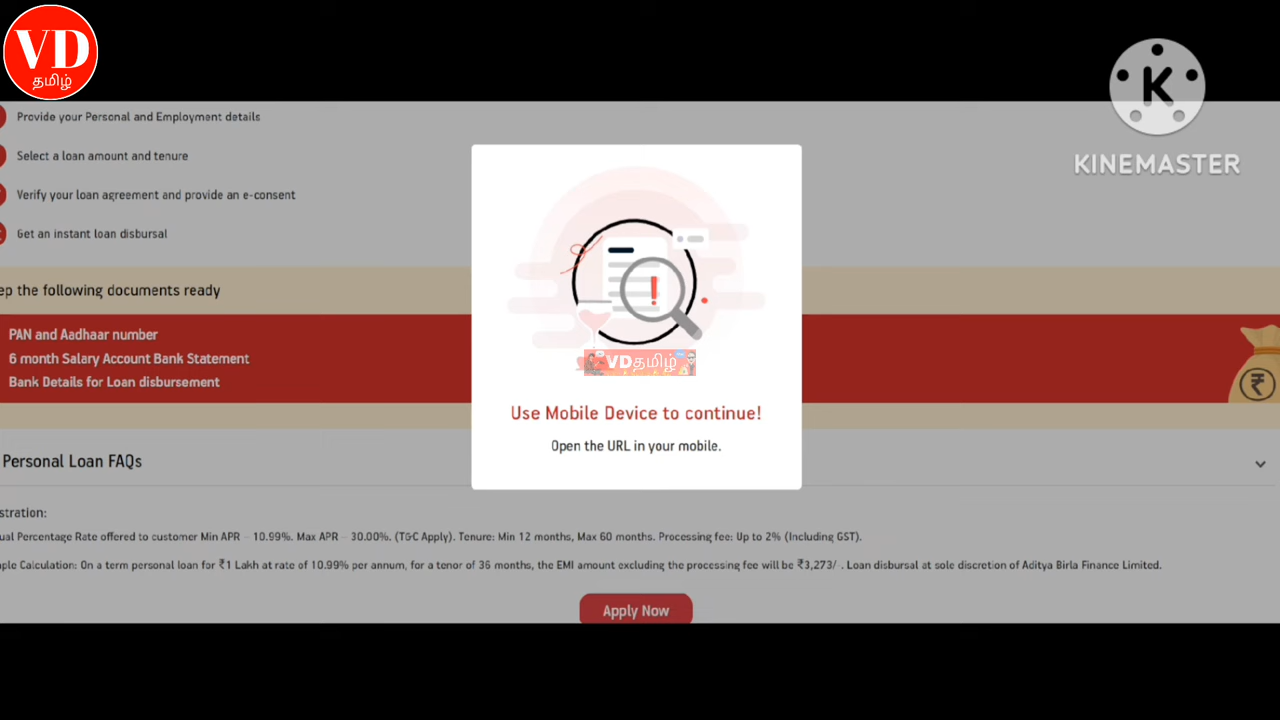 VD
தமிழ்
K
KINEMASTER
Provide your Personal and Employment details
Select a loan amount and tenure
Verify your loan agreement and provide an e-consent
Get an instant loan disbursal
ep the following documents ready
PAN and Aadhaar number
6 month Salary Account Bank Statement
Bank Details for Loan disbursement
!
VDதமிழ்
Use Mobile Device to continue!
Open the URL in your mobile.
₹
Personal Loan FAQs
stration:
ual Percentage Rate offered to customer Min APR – 10.99%. Max APR – 30.00%. (T&C Apply). Tenure: Min 12 months, Max 60 months. Processing fee: Up to 2% (Including GST).
ple Calculation: On a term personal loan for ₹1 Lakh at rate of 10.99% per annum, for a tenor of 36 months, the EMI amount excluding the processing fee will be ₹3,273/ . Loan disbursal at sole discretion of Aditya Birla Finance Limited.
Apply Now